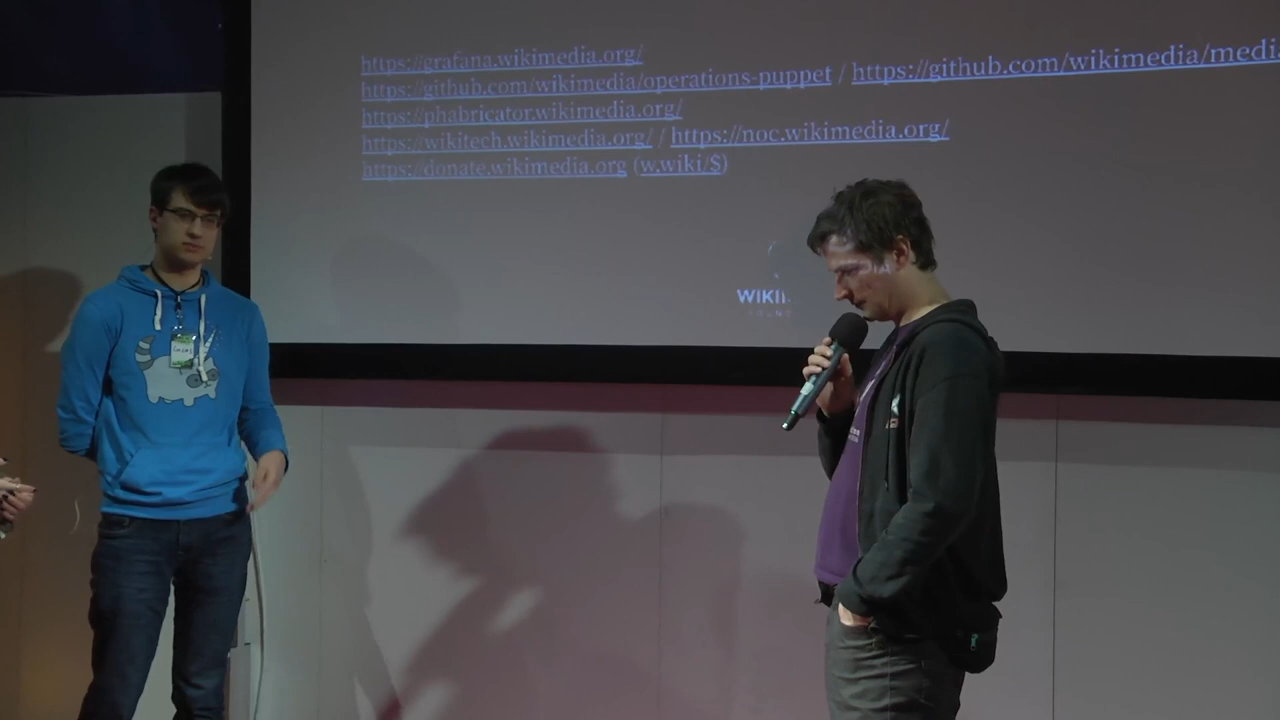 https://grafana.wikimedia.org/
https://github.com/wikimedia/operations-puppet / https://github.com/wikimedia/medi
https://phabricator.wikimedia.org/
https://wikitech.wikimedia.org/ / https://noc.wikimedia.org/
https://donate.wikimedia.org (w.wiki/$)
WIKI